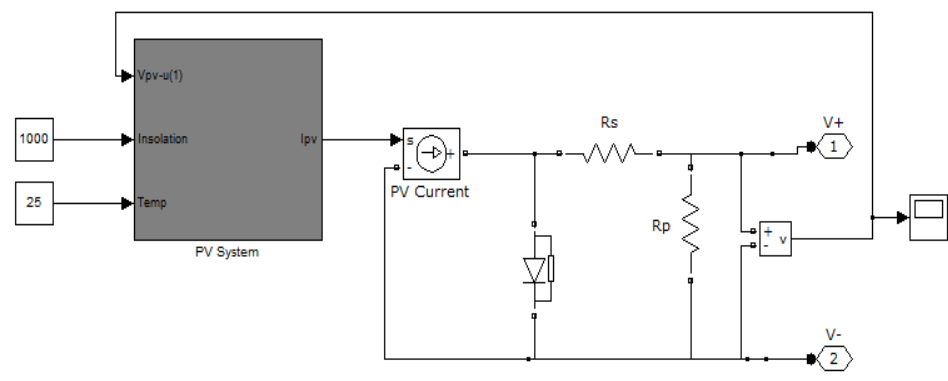 Vpv-u(1)
1000
Insolation
Ipv
25
Temp
PV System
s
+
-
PV Current
Rs
Rp
V+
1
+
-
v
V-
2